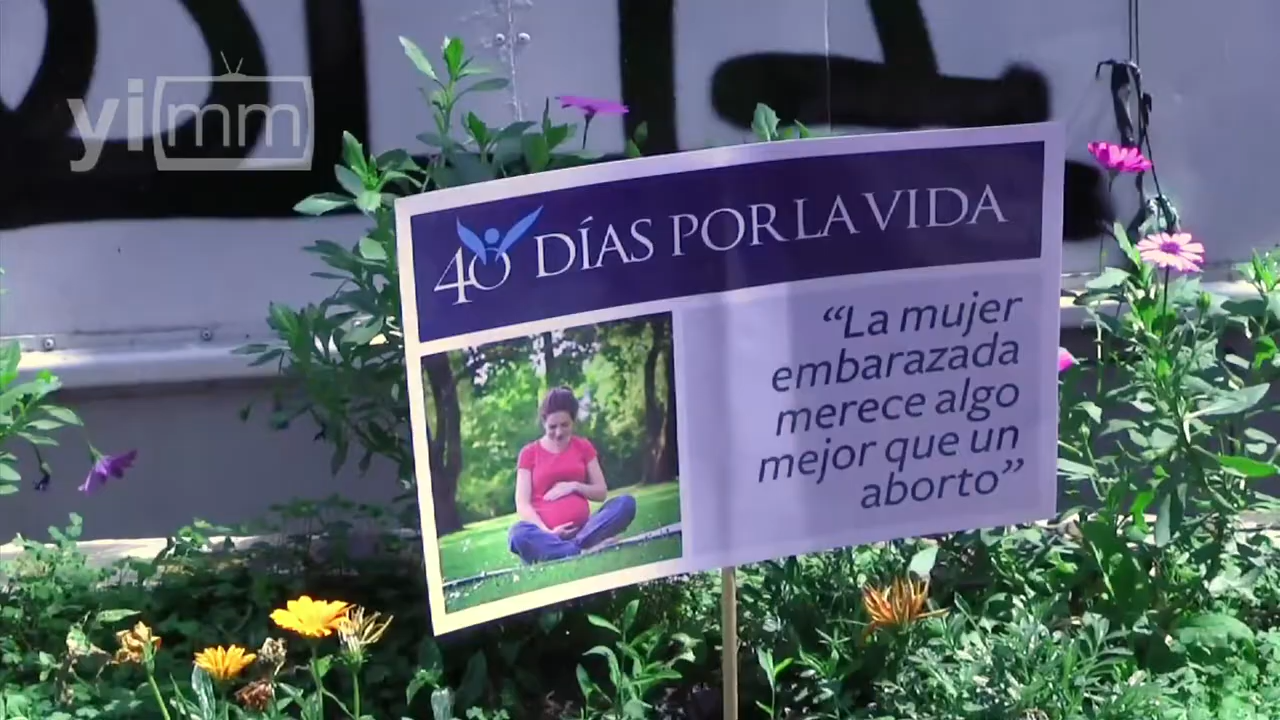 yimm
40 DÍAS POR LA VIDA
“La mujer
embarazada
merece algo
mejor que un
aborto”